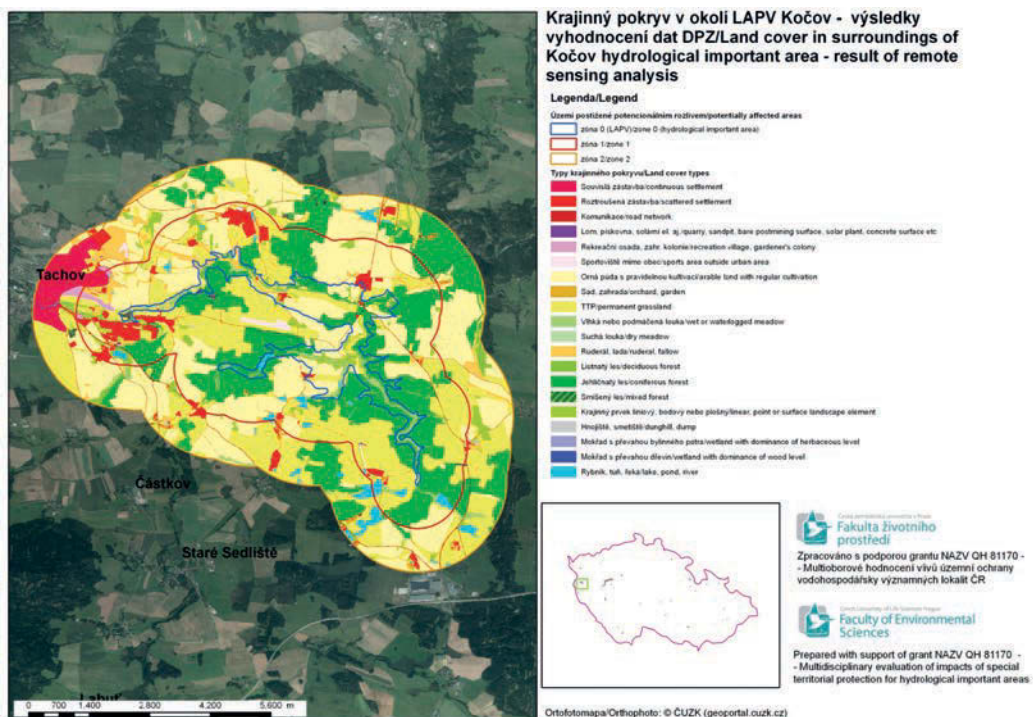 Krajinný pokryv v okolí LAPV Kočov - výsledky
vyhodnocení dat DPZ/Land cover in surroundings of
Kočov hydrological important area - result of remote
sensing analysis
Legenda/Legend
Území postižené potencionálním rozlivem/potentially affected areas
zóna 0 (LAPV)/zone 0 (hydrological important area)
zóna 1/zone 1
zóna 2/zone 2
Typy krajinného pokryvu/Land cover types
Souvislá zástavba/continuous settlement
Roztroušená zástavba/scattered settlement
Komunikace/road network
Lom, pískovna, solární el. aj./quarry, sandpit, bare postmining surface, solar plant, concrete surface etc
Rekreační osada, zahr. kolonie/recreation village, gardener's colony
Sportoviště mimo obec/sports area outside urban area
Orná půda s pravidelnou kultivací/arable land with regular cultivation
Sad, zahrada/orchard, garden
TTP/permanent grassland
Vlhká nebo podmáčená louka/wet or waterlogged meadow
Suchá louka/dry meadow
Ruderál, lada/ruderal, fallow
Listnatý les/deciduous forest
Jehličnatý les/coniferous forest
Smíšený les/mixed forest
Krajinný prvek liniový, bodový nebo plošný/linear, point or surface landscape element
Hnojiště, smetiště/dunghill, dump
Mokřad s převahou bylinného patra/wetland with dominance of herbaceous level
Mokřad s převahou dřevin/wetland with dominance of wood level
Rybník, tuň, řeka/lake, pond, river
Tachov
Částkov
Staré Sedliště
Labuť
0 700 1.400 2.800 4.200 5.600 m
Fakulta životního
prostředí
Zpracováno s podporou grantu NAZV QH 81170 -
- Multioborové hodnocení vlivů územní ochrany
vodohospodářsky významných lokalit ČR
Czech University of Life Sciences Prague
Faculty of Environmental
Sciences
Prepared with support of grant NAZV QH 81170 -
- Multidisciplinary evaluation of impacts of special
territorial protection for hydrological important areas
Ortofotomapa/Orthophoto: © ČUZK (geoportal.cuzk.cz)